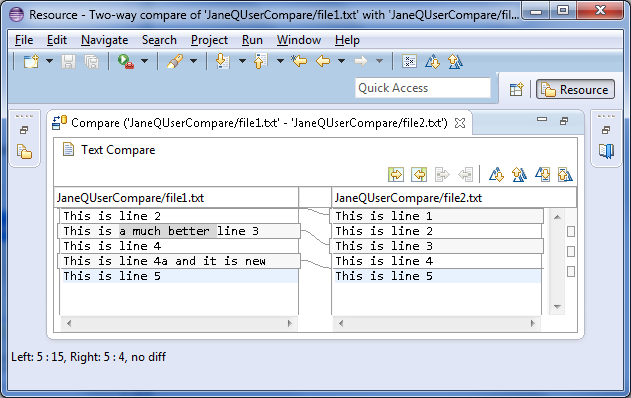 Resource - Two-way compare of 'JaneQUserCompare/file1.txt' with 'JaneQUserCompare/fil...
File Edit Navigate Search Project Run Window Help
Quick Access
Resource
Compare ('JaneQUserCompare/file1.txt' - 'JaneQUserCompare/file2.txt')
Text Compare
JaneQUserCompare/file1.txt
This is line 2
This is a much better line 3
This is line 4
This is line 4a and it is new
This is line 5
JaneQUserCompare/file2.txt
This is line 1
This is line 2
This is line 3
This is line 4
This is line 5
Left: 5 : 15, Right: 5 : 4, no diff